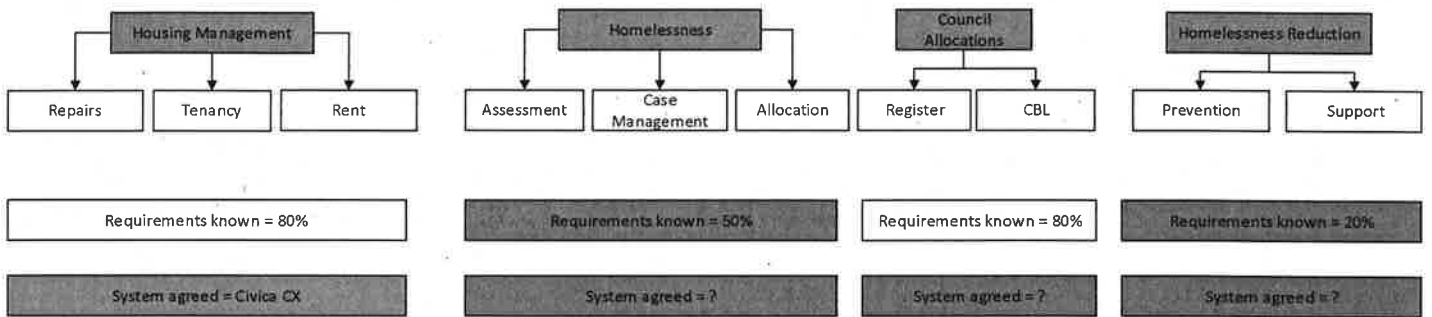 Housing Management
Homelessness
Council
Allocations
Homelessness Reduction
Repairs
Tenancy
Rent
Assessment
Case
Management
Allocation
Register
CBL
Prevention
Support
Requirements known = 80%
Requirements known = 50%
Requirements known = 80%
Requirements known = 20%
System agreed = Civica CX
System agreed = ?
System agreed = ?
System agreed = ?